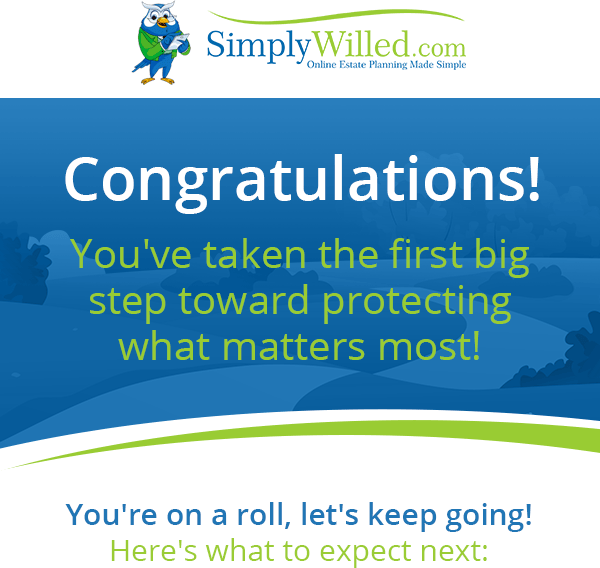 SimplyWilled.com
Online Estate Planning Made Simple
Congratulations!
You've taken the first big
step toward protecting
what matters most!
You're on a roll, let's keep going!
Here's what to expect next: